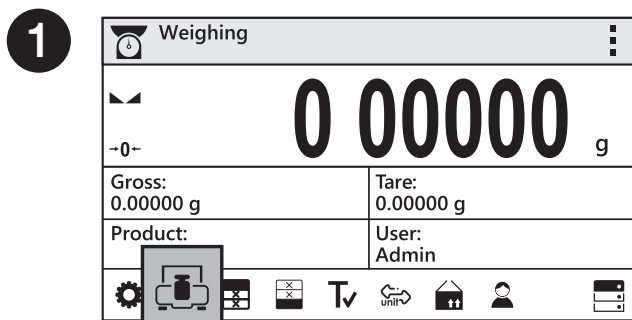 1
Weighing
0 00000 g
→0←
Gross:
0.00000 g
Tare:
0.00000 g
Product:
User:
Admin
unit